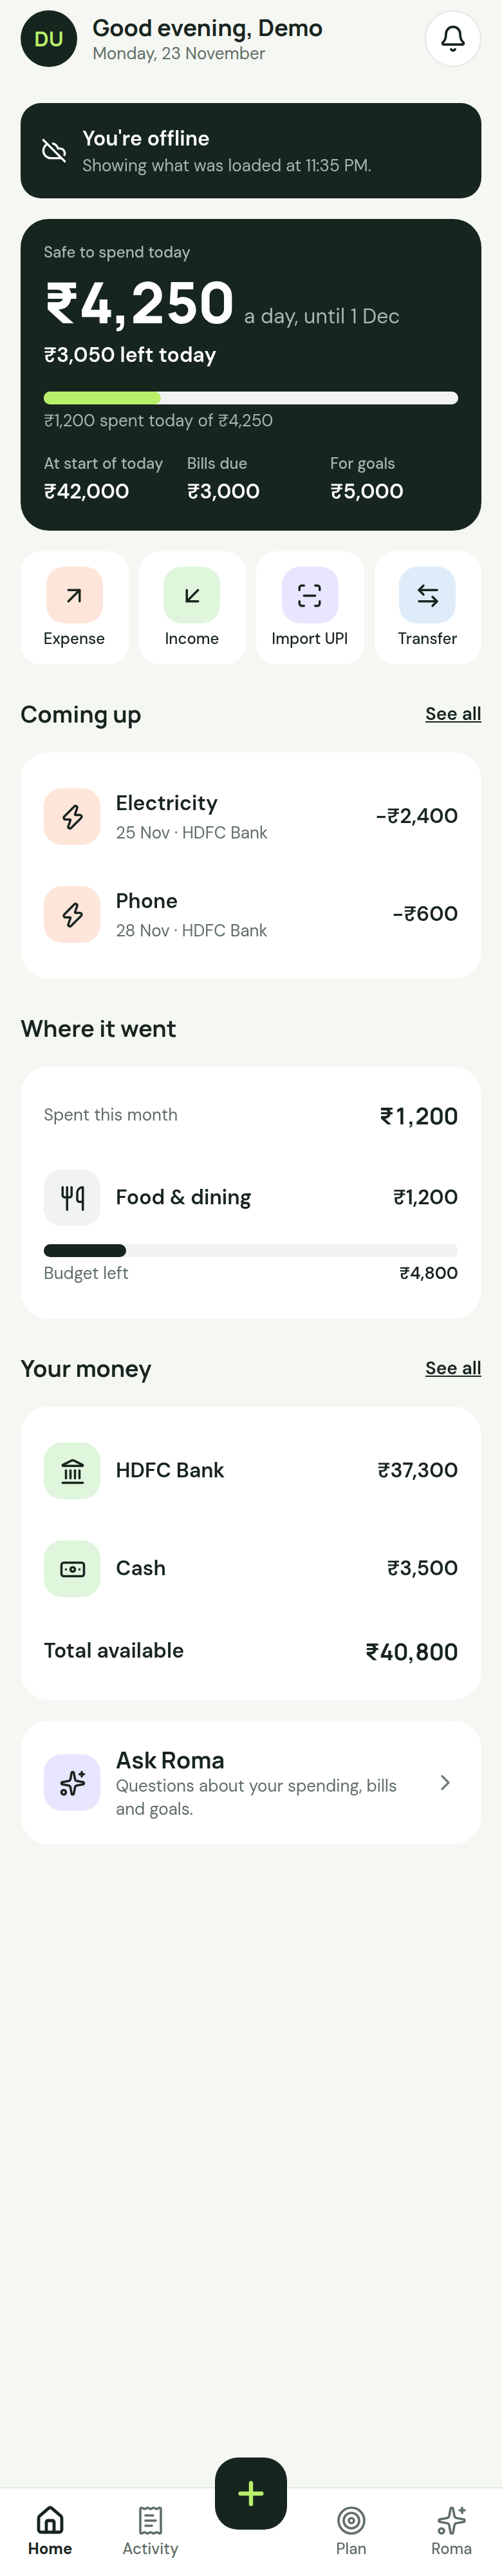 DU
Good evening, Demo
Monday, 23 November
You're offline
Showing what was loaded at 11:35 PM.
Safe to spend today
₹4,250 a day, until 1 Dec
₹3,050 left today
₹1,200 spent today of ₹4,250
At start of today Bills due For goals
₹42,000 ₹3,000 ₹5,000
Expense Income Import UPI Transfer
Coming up See all
Electricity −₹2,400
25 Nov · HDFC Bank
Phone −₹600
28 Nov · HDFC Bank
Where it went
Spent this month ₹1,200
Food & dining ₹1,200
Budget left ₹4,800
Your money See all
HDFC Bank ₹37,300
Cash ₹3,500
Total available ₹40,800
Ask Roma
Questions about your spending, bills
and goals.
Home Activity Plan Roma